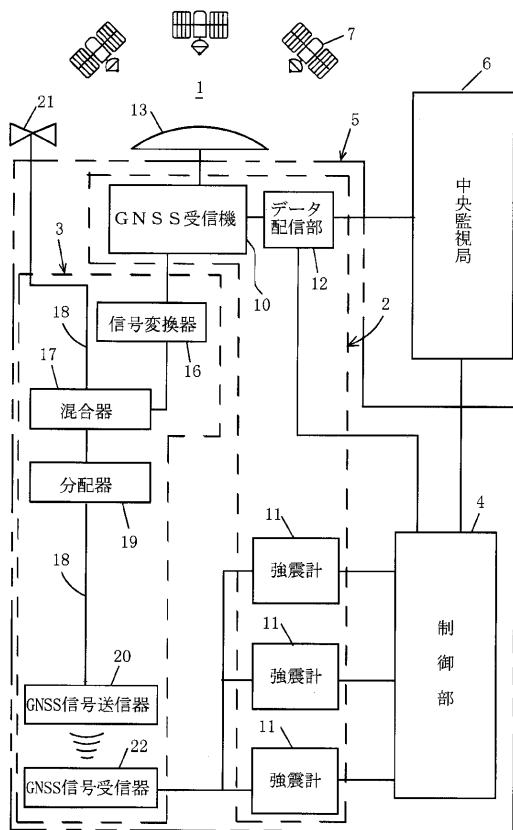 7
6
1
21
13
5
GNSS受信機
データ
配信部
中央監視局
3
10
12
2
18
信号変換器
16
17
混合器
分配器
19
11
4
強震計
18
11
強震計
制御部
20
GNSS信号送信器
22
11
GNSS信号受信器
強震計